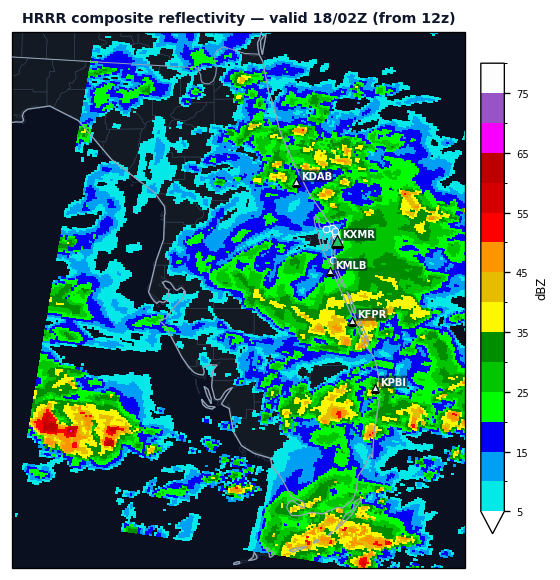 HRRR composite reflectivity — valid 18/02Z (from 12z)
KDAB
KXMR
KMLB
KFPR
KPBI
75
65
55
45
35
25
15
5
dBZ